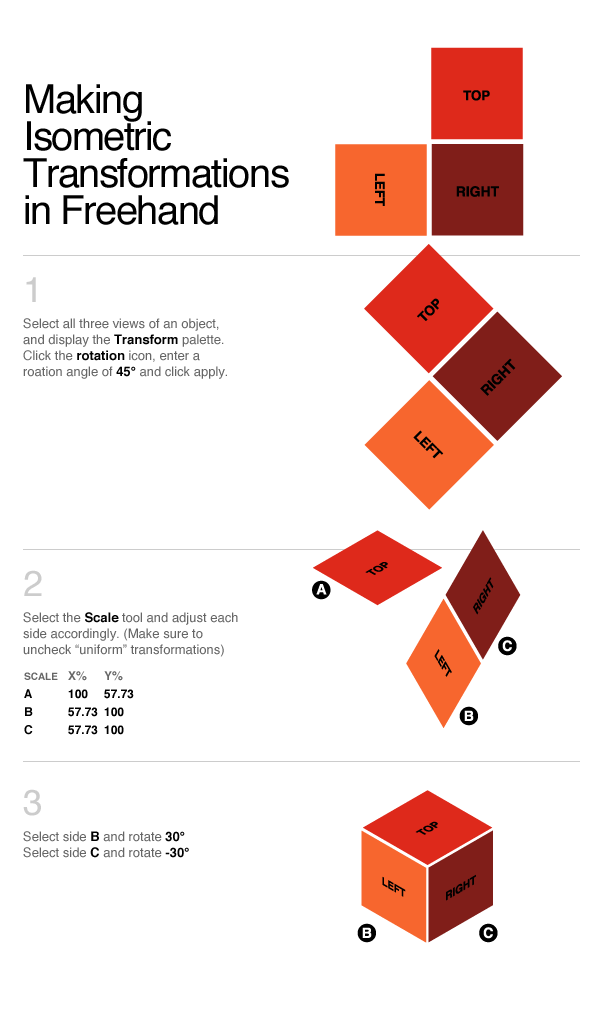 Making
Isometric
Transformations
in Freehand
TOP
LEFT
RIGHT
1
Select all three views of an object,
and display the Transform palette.
Click the rotation icon, enter a
roation angle of 45° and click apply.
TOP
RIGHT
LEFT
2
Select the Scale tool and adjust each
side accordingly. (Make sure to
uncheck “uniform” transformations)
SCALE X% Y%
A 100 57.73
B 57.73 100
C 57.73 100
TOP
A
RIGHT
C
LEFT
B
3
Select side B and rotate 30°
Select side C and rotate -30°
TOP
LEFT
RIGHT
B
C